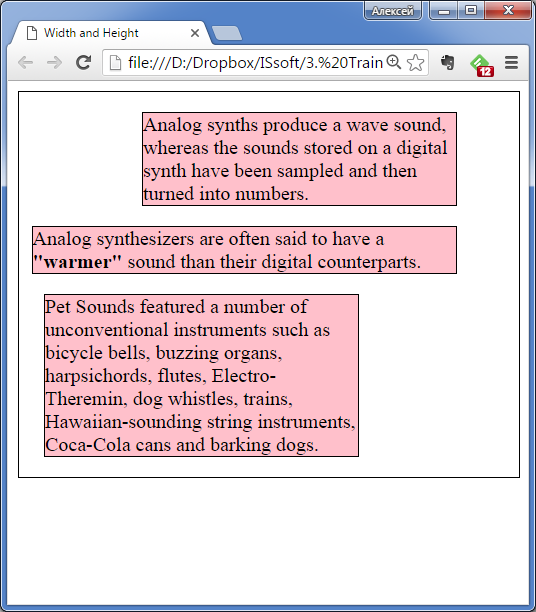 Алексей
Width and Height
file:///D:/Dropbox/ISsoft/3.%20Train
12
Analog synths produce a wave sound,
whereas the sounds stored on a digital
synth have been sampled and then
turned into numbers.
Analog synthesizers are often said to have a
"warmer" sound than their digital counterparts.
Pet Sounds featured a number of
unconventional instruments such as
bicycle bells, buzzing organs,
harpsichords, flutes, Electro-
Theremin, dog whistles, trains,
Hawaiian-sounding string instruments,
Coca-Cola cans and barking dogs.